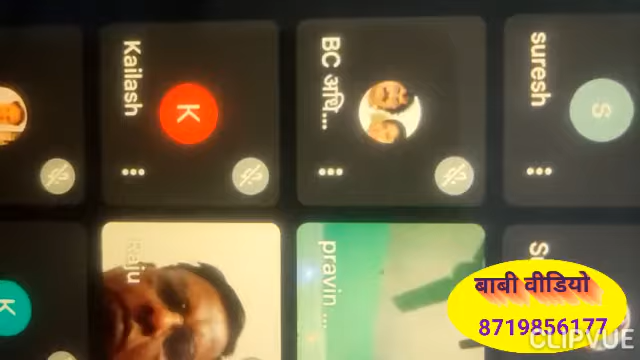 Kailash
K
BC अधि...
suresh
S
Raju
pravin ...
K
बाबी वीडियो
8719856177
CLIPVUE